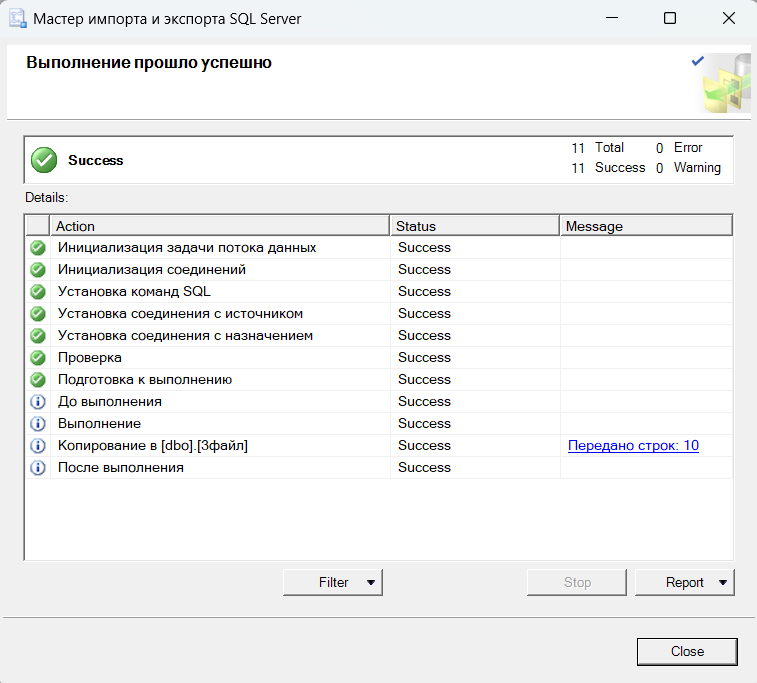 Мастер импорта и экспорта SQL Server
Выполнение прошло успешно
Success
11 Total 0 Error
11 Success 0 Warning
Details:
Action Status Message
Инициализация задачи потока данных Success
Инициализация соединений Success
Установка команд SQL Success
Установка соединения с источником Success
Установка соединения с назначением Success
Проверка Success
Подготовка к выполнению Success
До выполнения Success
Выполнение Success
Копирование в [dbo].[3файл] Success Передано строк: 10
После выполнения Success
Filter Stop Report
Close